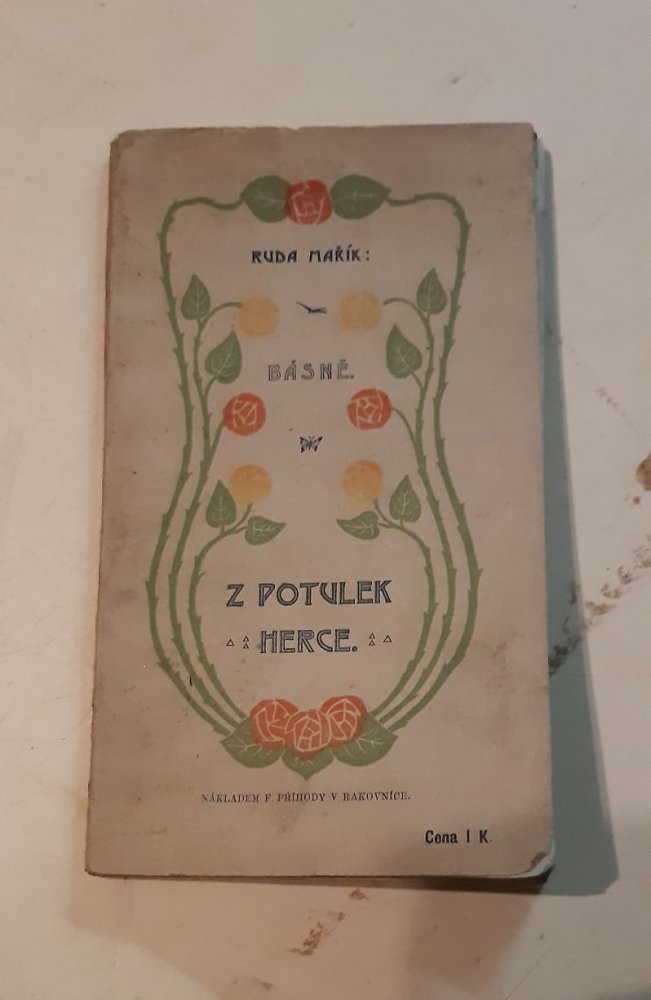 RUDA MAŘÍK:
BÁSNĚ.
Z POTULEK
HERCE.
NÁKLADEM F. PŘÍHODY V RAKOVNÍCE.
Cena 1 K.